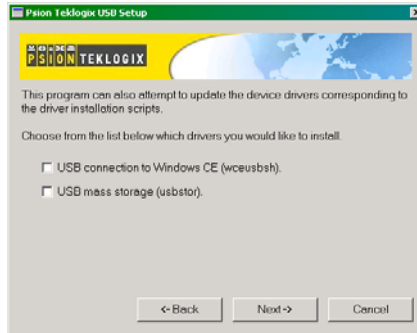 Psion Teklogix USB Setup
PSION TEKLOGIX
This program can also attempt to update the device drivers corresponding to
the driver installation scripts.
Choose from the list below which drivers you would like to install.
USB connection to Windows CE (wceusbsh).
USB mass storage (usbstor).
<- Back
Next ->
Cancel